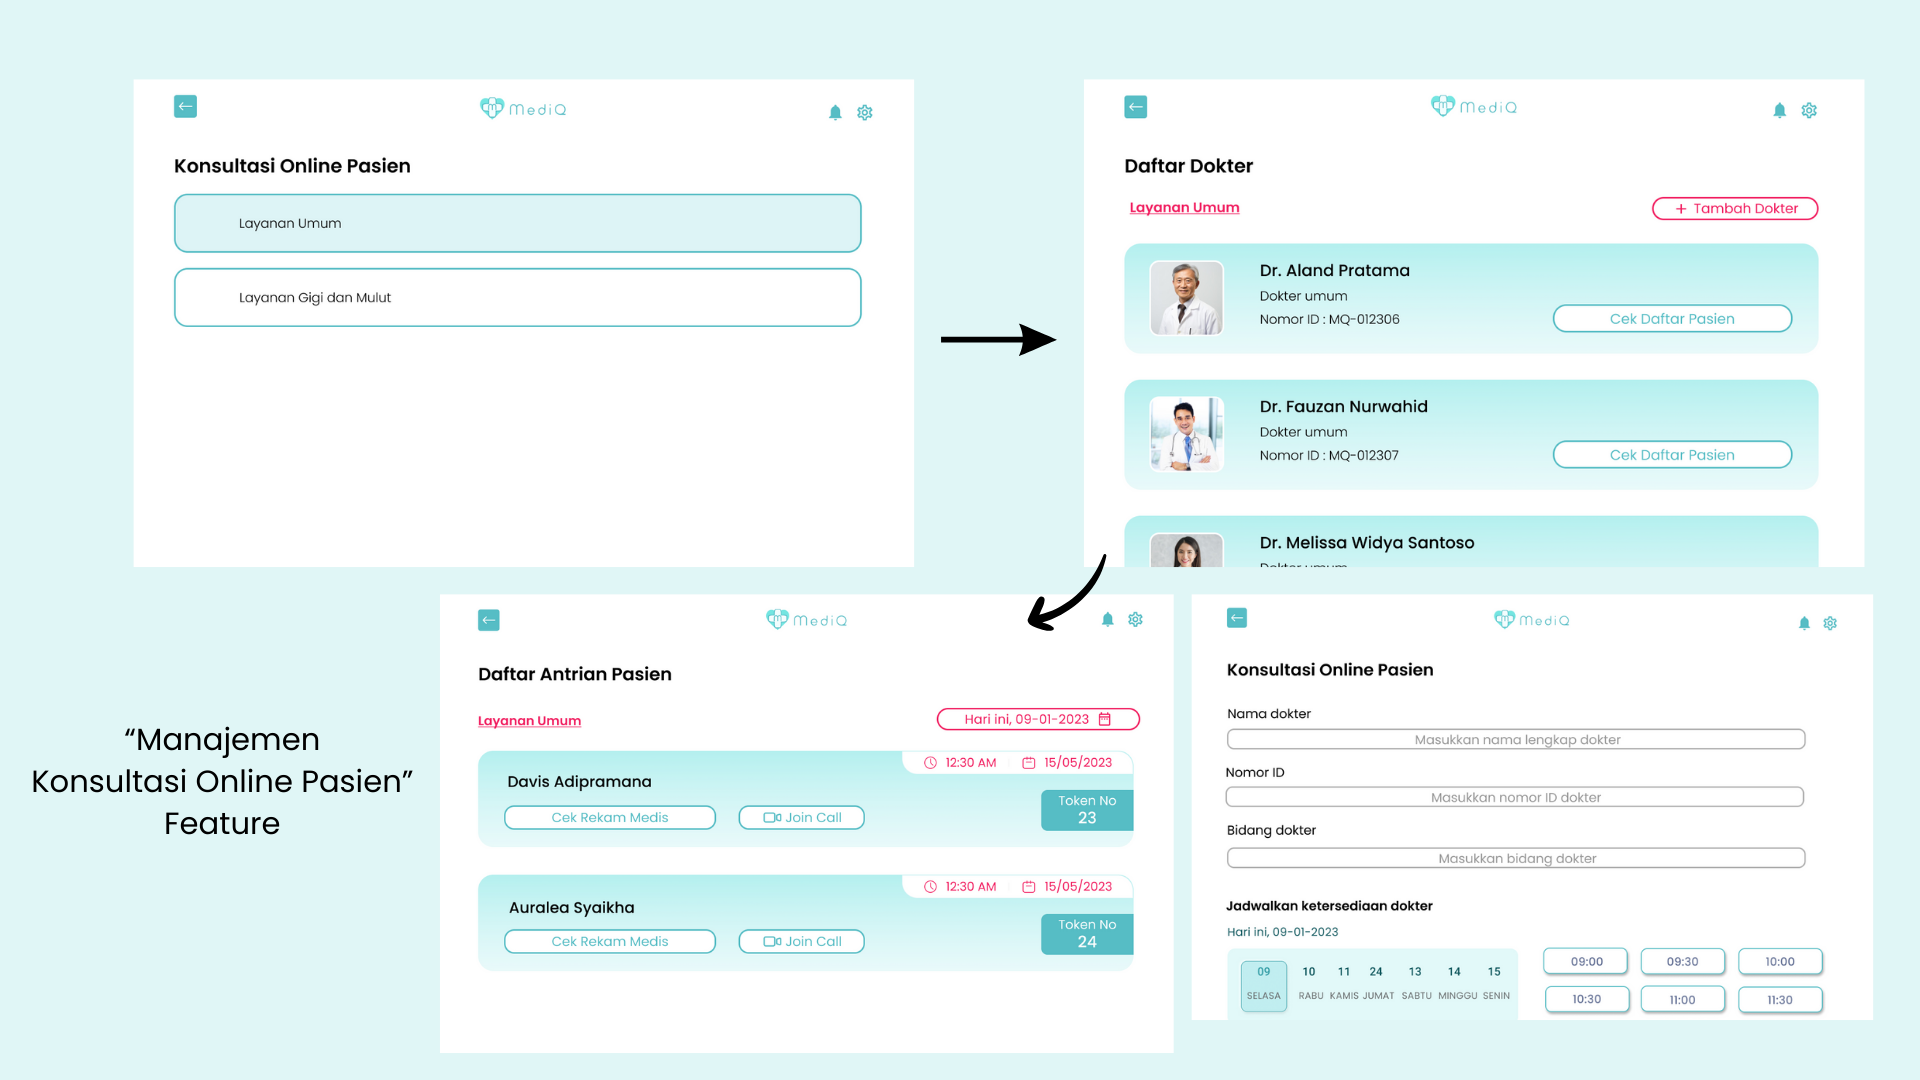 MediQ
Konsultasi Online Pasien
Layanan Umum
Layanan Gigi dan Mulut
MediQ
Daftar Dokter
Layanan Umum
+ Tambah Dokter
Dr. Aland Pratama
Dokter umum
Nomor ID : MQ-012306
Cek Daftar Pasien
Dr. Fauzan Nurwahid
Dokter umum
Nomor ID : MQ-012307
Cek Daftar Pasien
Dr. Melissa Widya Santoso
Dokter umum
“Manajemen
Konsultasi Online Pasien”
Feature
MediQ
Daftar Antrian Pasien
Layanan Umum
Hari ini, 09-01-2023
12:30 AM 15/05/2023
Davis Adipramana
Cek Rekam Medis
Join Call
Token No
23
12:30 AM 15/05/2023
Auralea Syaikha
Cek Rekam Medis
Join Call
Token No
24
MediQ
Konsultasi Online Pasien
Nama dokter
Masukkan nama lengkap dokter
Nomor ID
Masukkan nomor ID dokter
Bidang dokter
Masukkan bidang dokter
Jadwalkan ketersediaan dokter
Hari ini, 09-01-2023
09 10 11 24 13 14 15
SELASA RABU KAMIS JUMAT SABTU MINGGU SENIN
09:00 09:30 10:00
10:30 11:00 11:30